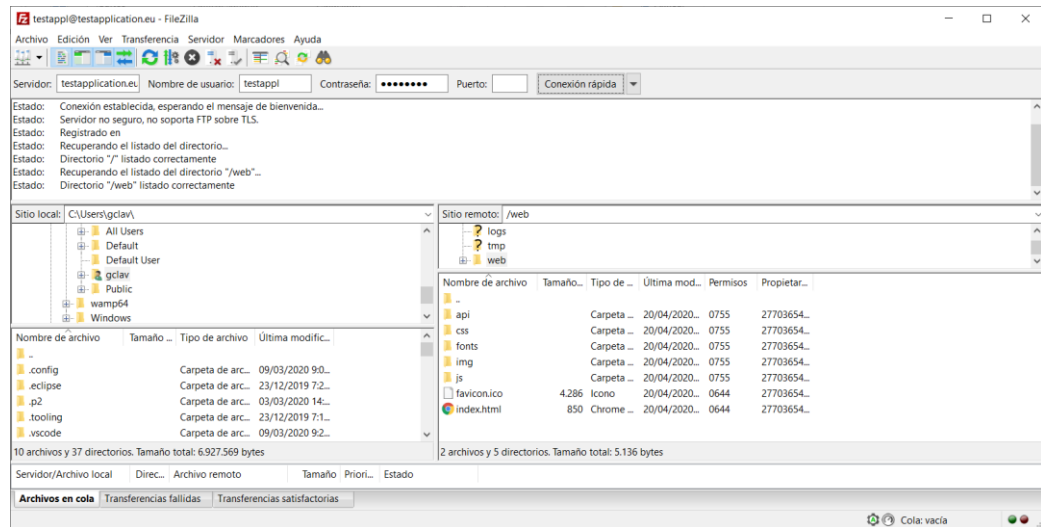 testappl@testapplication.eu - FileZilla
Archivo Edición Ver Transferencia Servidor Marcadores Ayuda
Servidor: testapplication.eu Nombre de usuario: testappl Contraseña: ●●●●●●●● Puerto: Conexión rápida
Estado: Conexión establecida, esperando el mensaje de bienvenida...
Estado: Servidor no seguro, no soporta FTP sobre TLS.
Estado: Registrado en
Estado: Recuperando el listado del directorio...
Estado: Directorio "/" listado correctamente
Estado: Recuperando el listado del directorio "/web"...
Estado: Directorio "/web" listado correctamente
Sitio local: C:\Users\gclav\
All Users
Default
Default User
gclav
Public
wamp64
Windows
Nombre de archivo Tamaño ... Tipo de archivo Última modific...
..
.config Carpeta de arc... 09/03/2020 9:0...
.eclipse Carpeta de arc... 23/12/2019 7:2...
.p2 Carpeta de arc... 03/03/2020 14:...
.tooling Carpeta de arc... 23/12/2019 7:1...
.vscode Carpeta de arc... 09/03/2020 9:2...
10 archivos y 37 directorios. Tamaño total: 6.927.569 bytes
Sitio remoto: /web
? logs
? tmp
web
Nombre de archivo Tamaño... Tipo de ... Última mod... Permisos Propietar...
..
api Carpeta ... 20/04/2020... 0755 27703654...
css Carpeta ... 20/04/2020... 0755 27703654...
fonts Carpeta ... 20/04/2020... 0755 27703654...
img Carpeta ... 20/04/2020... 0755 27703654...
js Carpeta ... 20/04/2020... 0755 27703654...
favicon.ico 4.286 Icono 20/04/2020... 0644 27703654...
index.html 850 Chrome ... 20/04/2020... 0644 27703654...
2 archivos y 5 directorios. Tamaño total: 5.136 bytes
Servidor/Archivo local Direc... Archivo remoto Tamaño Priori... Estado
Archivos en cola Transferencias fallidas Transferencias satisfactorias
Cola: vacía